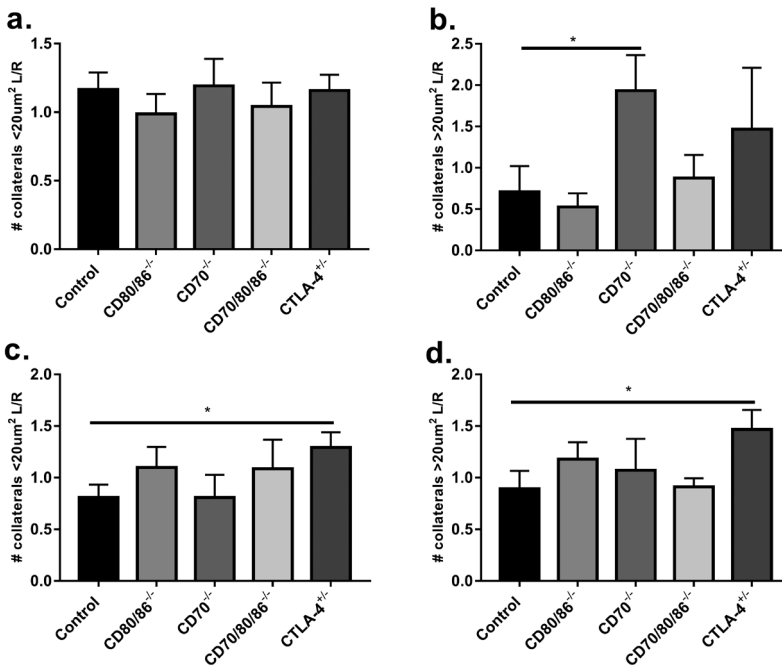 a.
# collaterals <20um² L/R
1.5
1.0
0.5
0.0
Control
CD80/86⁻/⁻
CD70⁻/⁻
CD70/80/86⁻/⁻
CTLA-4⁺/⁻
b.
# collaterals >20um² L/R
2.5
2.0
1.5
1.0
0.5
0.0
*
Control
CD80/86⁻/⁻
CD70⁻/⁻
CD70/80/86⁻/⁻
CTLA-4⁺/⁻
c.
# collaterals <20um² L/R
2.0
1.5
1.0
0.5
0.0
*
Control
CD80/86⁻/⁻
CD70⁻/⁻
CD70/80/86⁻/⁻
CTLA-4⁺/⁻
d.
# collaterals >20um² L/R
2.0
1.5
1.0
0.5
0.0
*
Control
CD80/86⁻/⁻
CD70⁻/⁻
CD70/80/86⁻/⁻
CTLA-4⁺/⁻